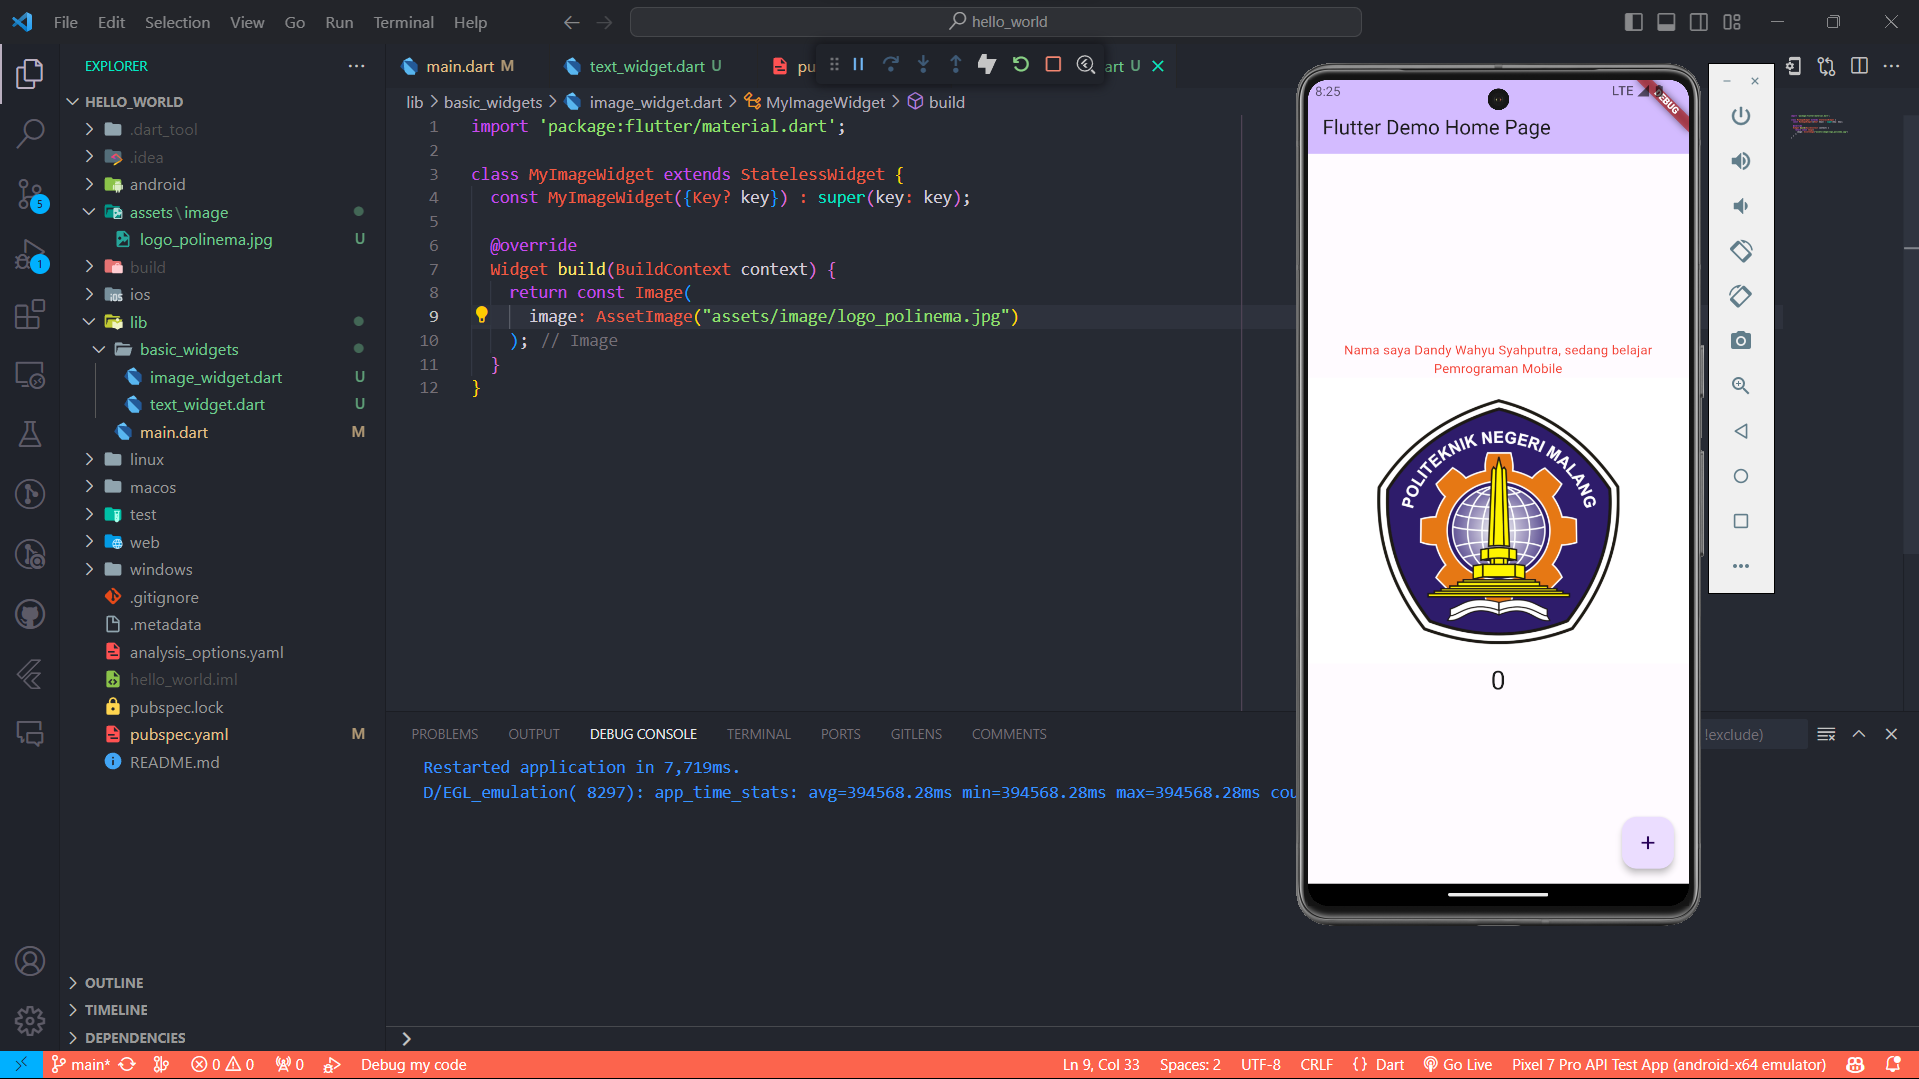 File Edit Selection View Go Run Terminal Help
hello_world
EXPLORER
HELLO_WORLD
.dart_tool
.idea
android
assets\image
logo_polinema.jpg U
build
ios
lib
basic_widgets
image_widget.dart U
text_widget.dart U
main.dart M
linux
macos
test
web
windows
.gitignore
.metadata
analysis_options.yaml
hello_world.iml
pubspec.lock
pubspec.yaml M
README.md
OUTLINE
TIMELINE
DEPENDENCIES
5
1
main.dart M text_widget.dart U pu art U
lib > basic_widgets > image_widget.dart > MyImageWidget > build
1 import 'package:flutter/material.dart';
2
3 class MyImageWidget extends StatelessWidget {
4 const MyImageWidget({Key? key}) : super(key: key);
5
6 @override
7 Widget build(BuildContext context) {
8 return const Image(
9 image: AssetImage("assets/image/logo_polinema.jpg")
10 ); // Image
11 }
12 }
PROBLEMS OUTPUT DEBUG CONSOLE TERMINAL PORTS GITLENS COMMENTS
!exclude)
Restarted application in 7,719ms.
D/EGL_emulation( 8297): app_time_stats: avg=394568.28ms min=394568.28ms max=394568.28ms cou
8:25 LTE
DEBUG
Flutter Demo Home Page
Nama saya Dandy Wahyu Syahputra, sedang belajar
Pemrograman Mobile
POLITEKNIK NEGERI MALANG
0
+
main* 0 0 0 Debug my code
Ln 9, Col 33 Spaces: 2 UTF-8 CRLF {} Dart Go Live Pixel 7 Pro API Test App (android-x64 emulator)